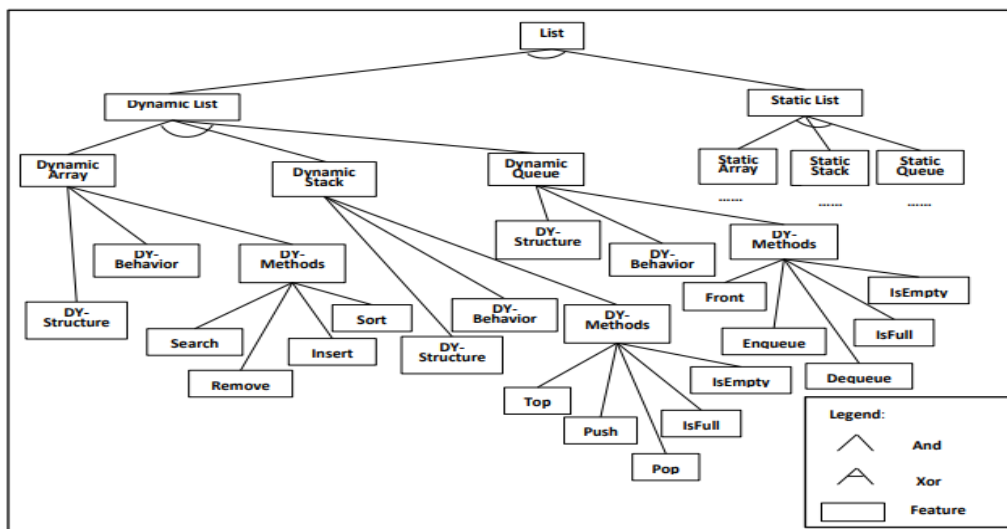 List
Dynamic List
Static List
Dynamic
Array
Dynamic
Stack
Dynamic
Queue
Static
Array
Static
Stack
Static
Queue
......
......
......
DY-
Behavior
DY-
Methods
DY-
Structure
DY-
Structure
DY-
Behavior
DY-
Methods
DY-
Structure
Search
Remove
Insert
Sort
DY-
Behavior
DY-
Methods
Front
Enqueue
Dequeue
IsFull
IsEmpty
Top
Push
Pop
IsFull
IsEmpty
Legend:
And
Xor
Feature